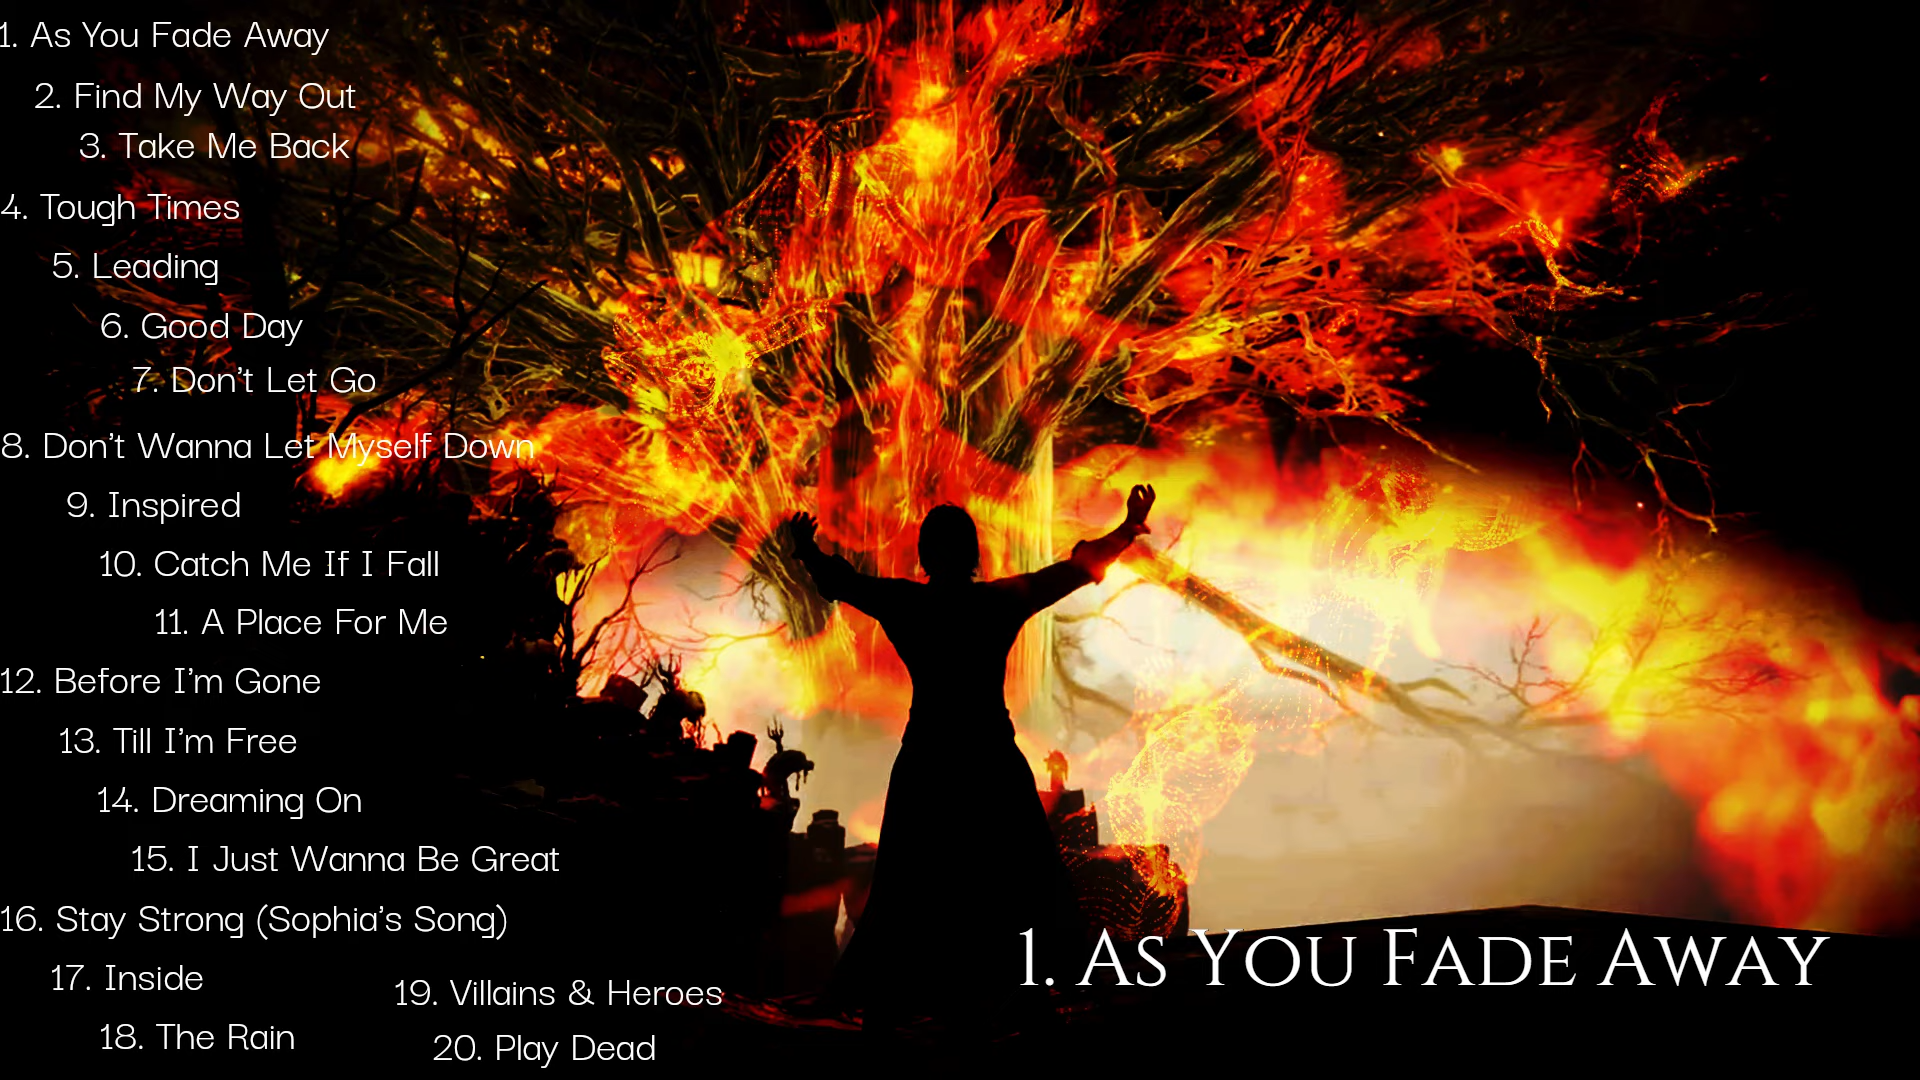 1. As You Fade Away
2. Find My Way Out
3. Take Me Back
4. Tough Times
5. Leading
6. Good Day
7. Don't Let Go
8. Don't Wanna Let Myself Down
9. Inspired
10. Catch Me If I Fall
11. A Place For Me
12. Before I'm Gone
13. Till I'm Free
14. Dreaming On
15. I Just Wanna Be Great
16. Stay Strong (Sophia's Song)
17. Inside
18. The Rain
19. Villains & Heroes
20. Play Dead
1. As You Fade Away